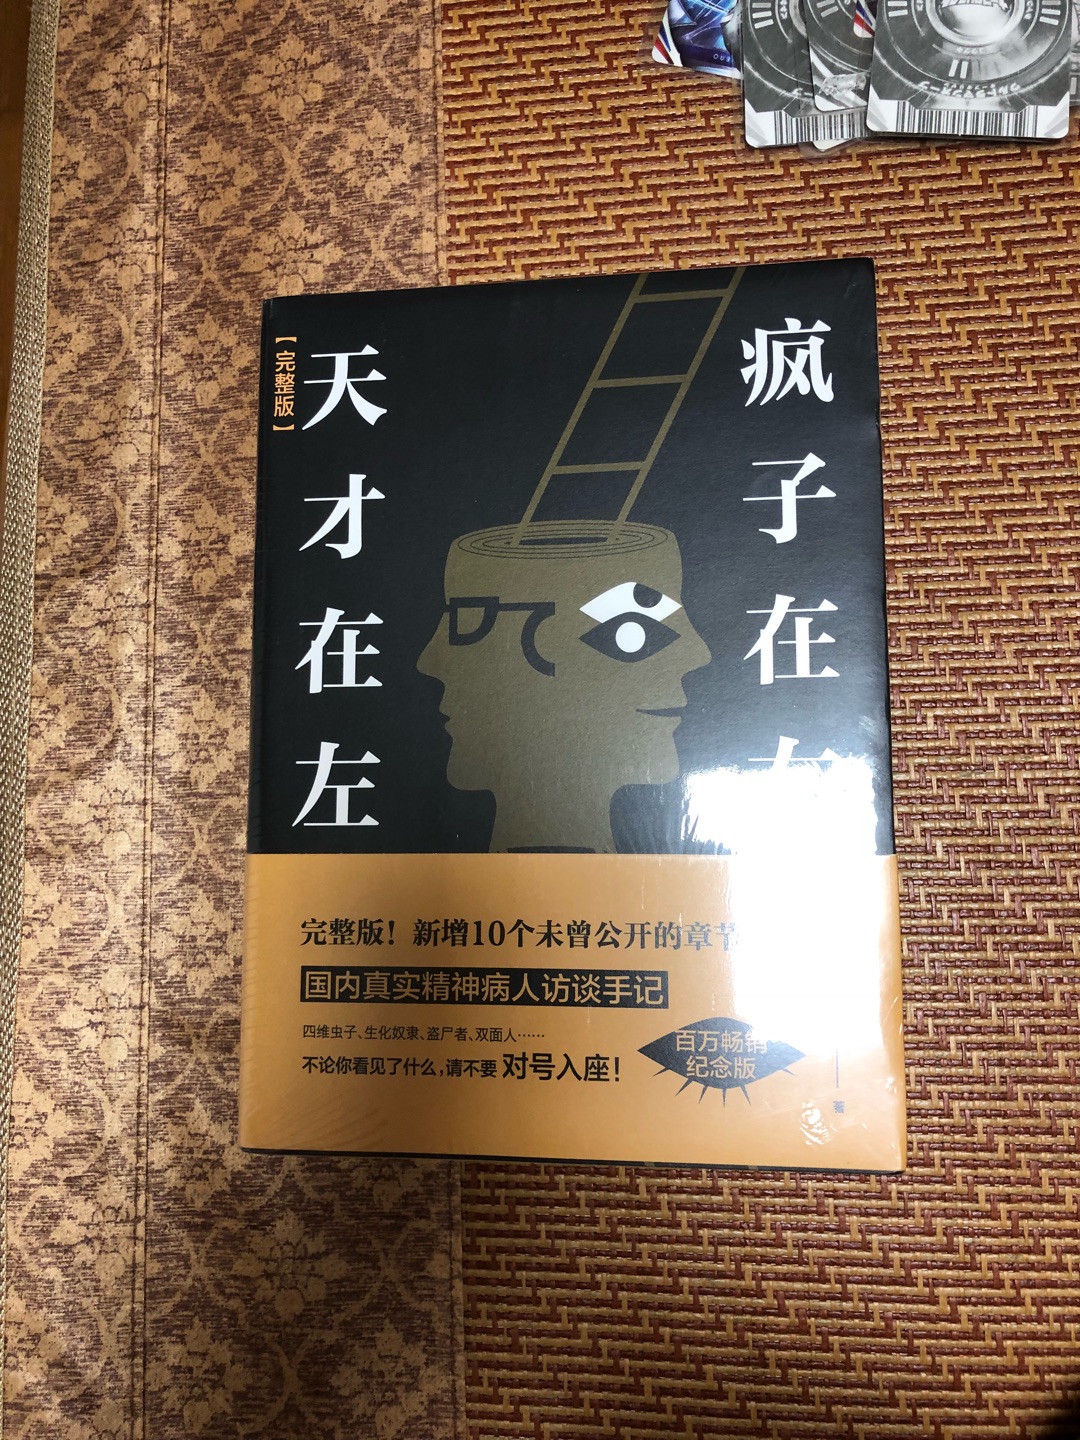 【完整版】
天才在左
疯子在右
完整版！新增10个未曾公开的章节
国内真实精神病人访谈手记
四维虫子、生化奴隶、盗尸者、双面人……
不论你看见了什么，请不要 对号入座！
百万畅销
纪念版
著